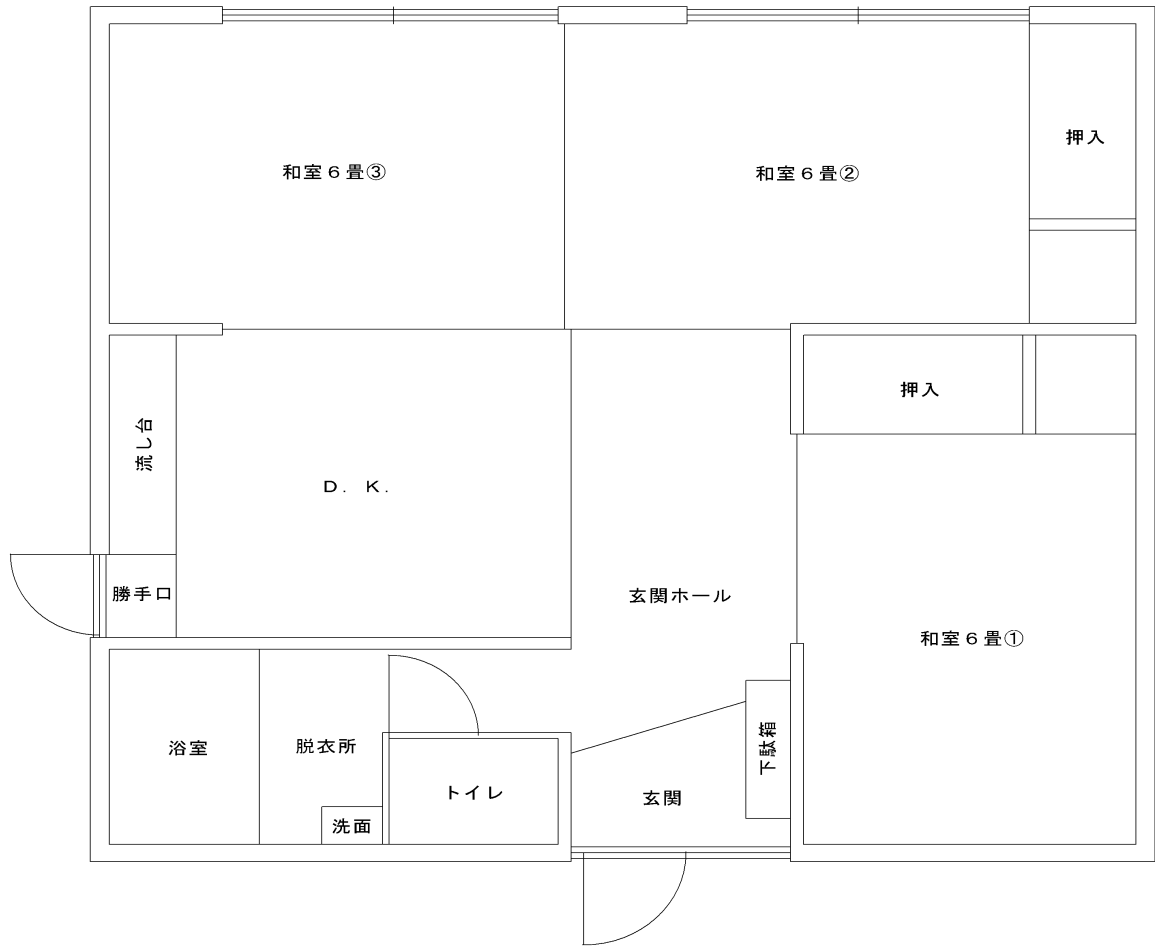 押入
和室６畳③
和室６畳②
押入
流し台
Ｄ．Ｋ．
勝手口
玄関ホール
和室６畳①
浴室
脱衣所
下駄箱
トイレ
玄関
洗面